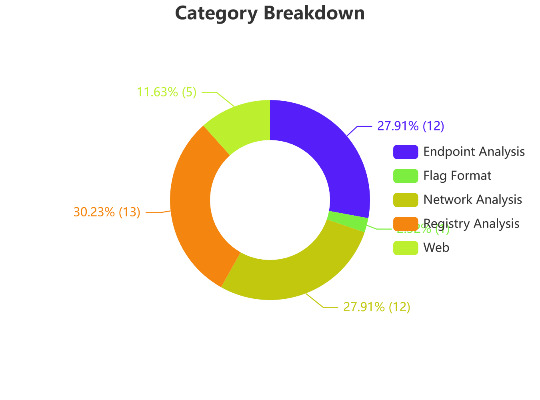 Category Breakdown
11.63% (5)
27.91% (12)
Endpoint Analysis
Flag Format
Network Analysis
30.23% (13)
Registry Analysis
Web
27.91% (12)